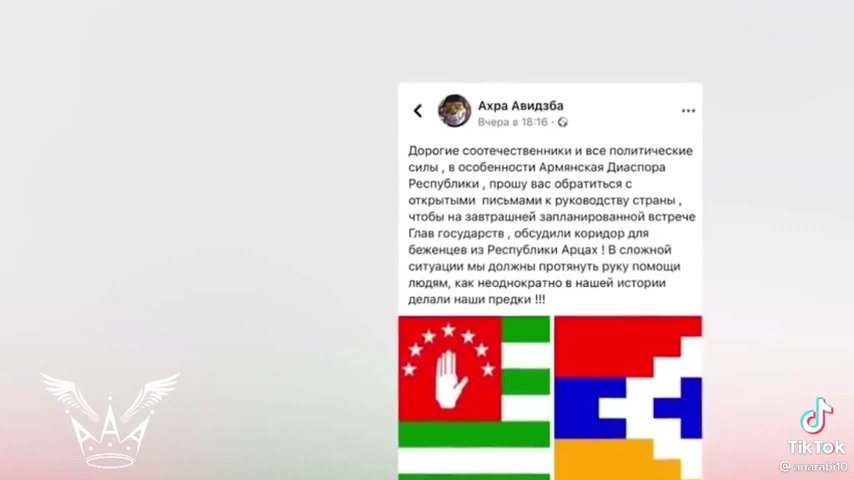 Ахра Авидзба
Вчера в 18:16 ·
Дорогие соотечественники и все политические
силы , в особенности Армянская Диаспора
Республики , прошу вас обратиться с
открытыми письмами к руководству страны ,
чтобы на завтрашней запланированной встрече
Глав государств , обсудили коридор для
беженцев из Республики Арцах ! В сложной
ситуации мы должны протянуть руку помощи
людям, как неоднократно в нашей истории
делали наши предки !!!
TikTok
@anarabi10